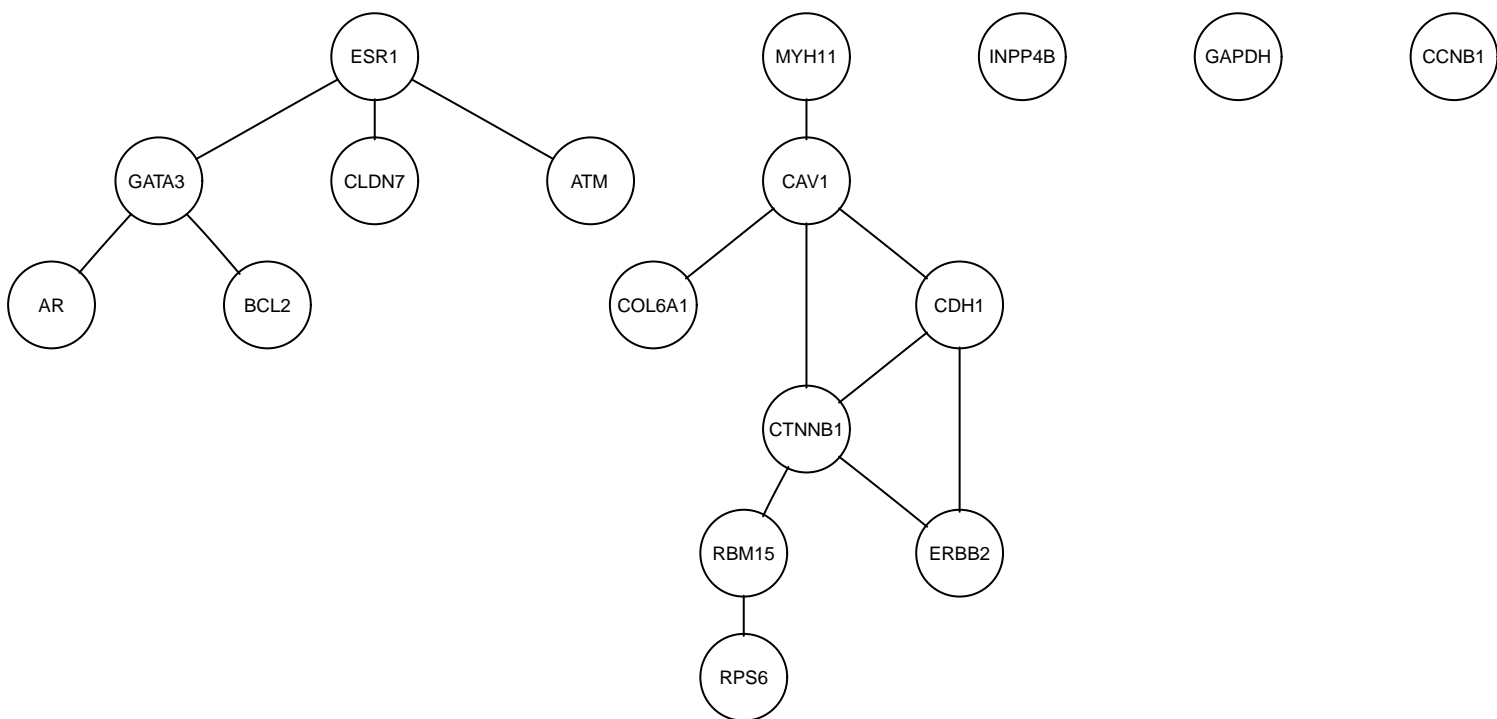 ESR1
MYH11
INPP4B
GAPDH
CCNB1
GATA3
CLDN7
ATM
CAV1
AR
BCL2
COL6A1
CDH1
CTNNB1
RBM15
ERBB2
RPS6